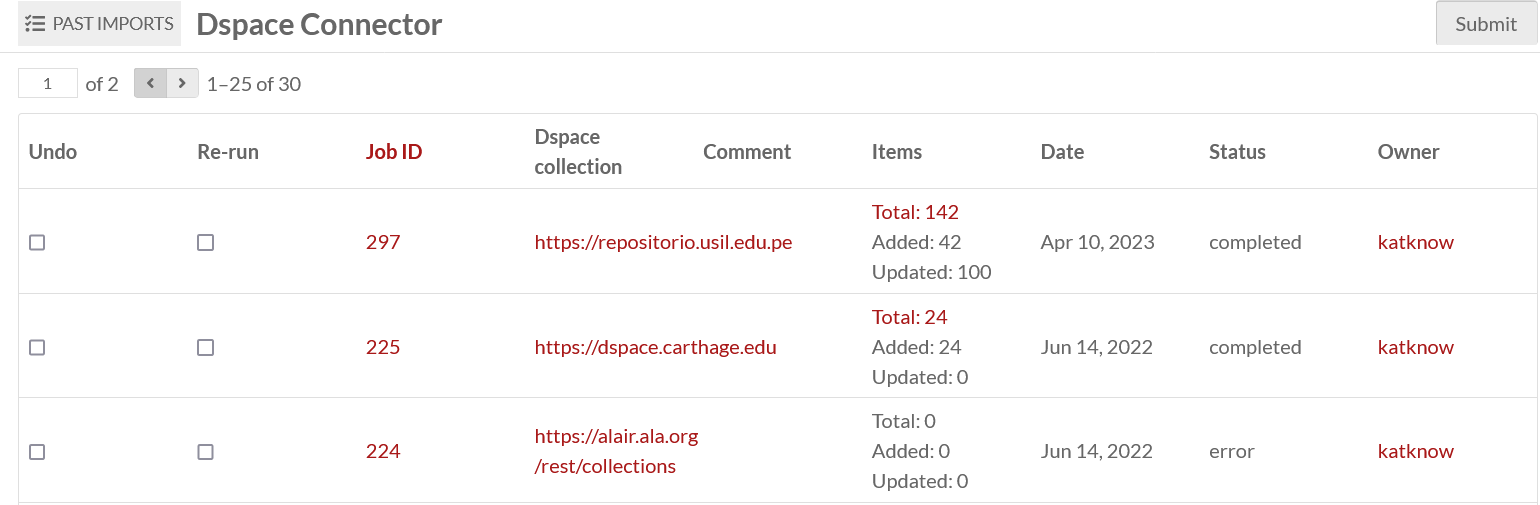 PAST IMPORTS Dspace Connector Submit
1 of 2 1–25 of 30
Undo Re-run Job ID Dspace collection Comment Items Date Status Owner
297 https://repositorio.usil.edu.pe Total: 142 Added: 42 Updated: 100 Apr 10, 2023 completed katknow
225 https://dspace.carthage.edu Total: 24 Added: 24 Updated: 0 Jun 14, 2022 completed katknow
224 https://alair.ala.org /rest/collections Total: 0 Added: 0 Updated: 0 Jun 14, 2022 error katknow